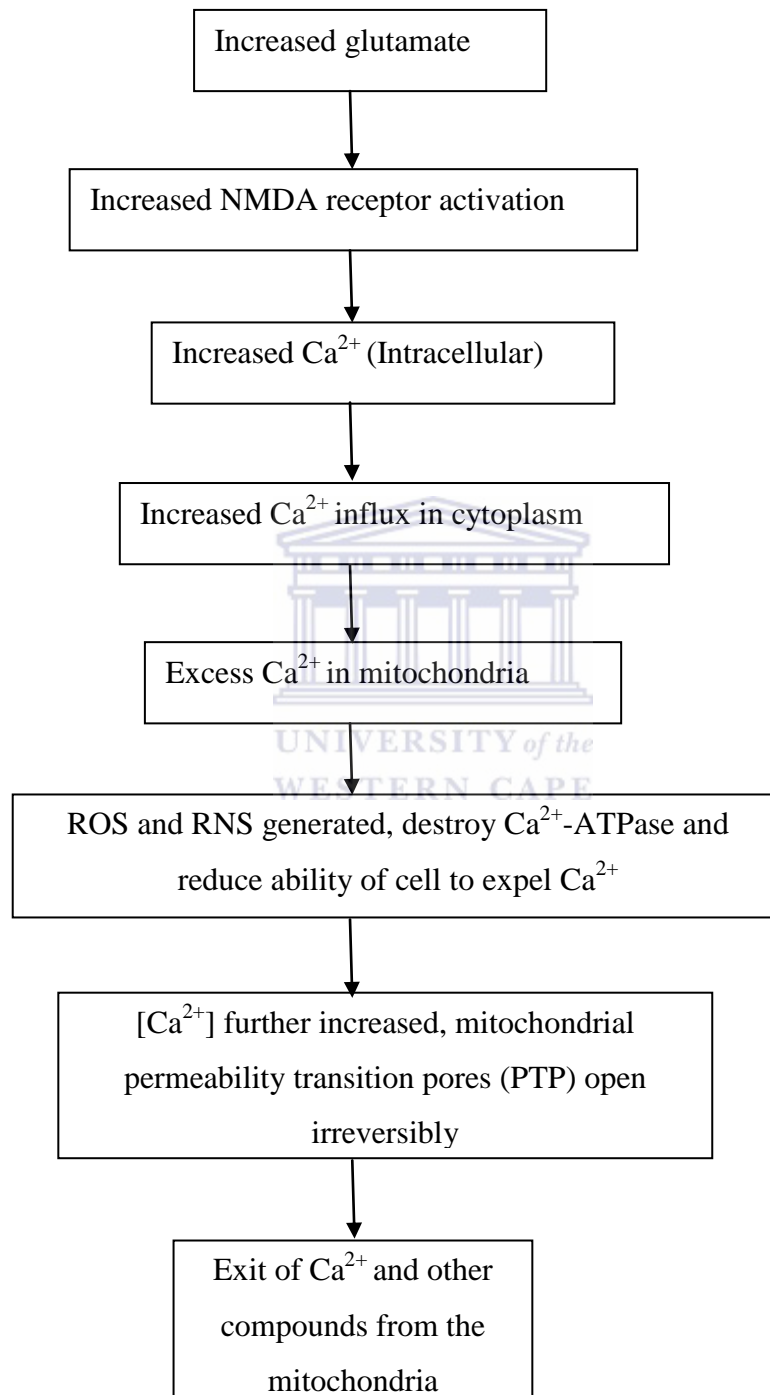 Increased glutamate
Increased NMDA receptor activation
Increased Ca²⁺ (Intracellular)
Increased Ca²⁺ influx in cytoplasm
Excess Ca²⁺ in mitochondria
UNIVERSITY of the
WESTERN CAPE
ROS and RNS generated, destroy Ca²⁺-ATPase and
reduce ability of cell to expel Ca²⁺
[Ca²⁺] further increased, mitochondrial
permeability transition pores (PTP) open
irreversibly
Exit of Ca²⁺ and other
compounds from the
mitochondria